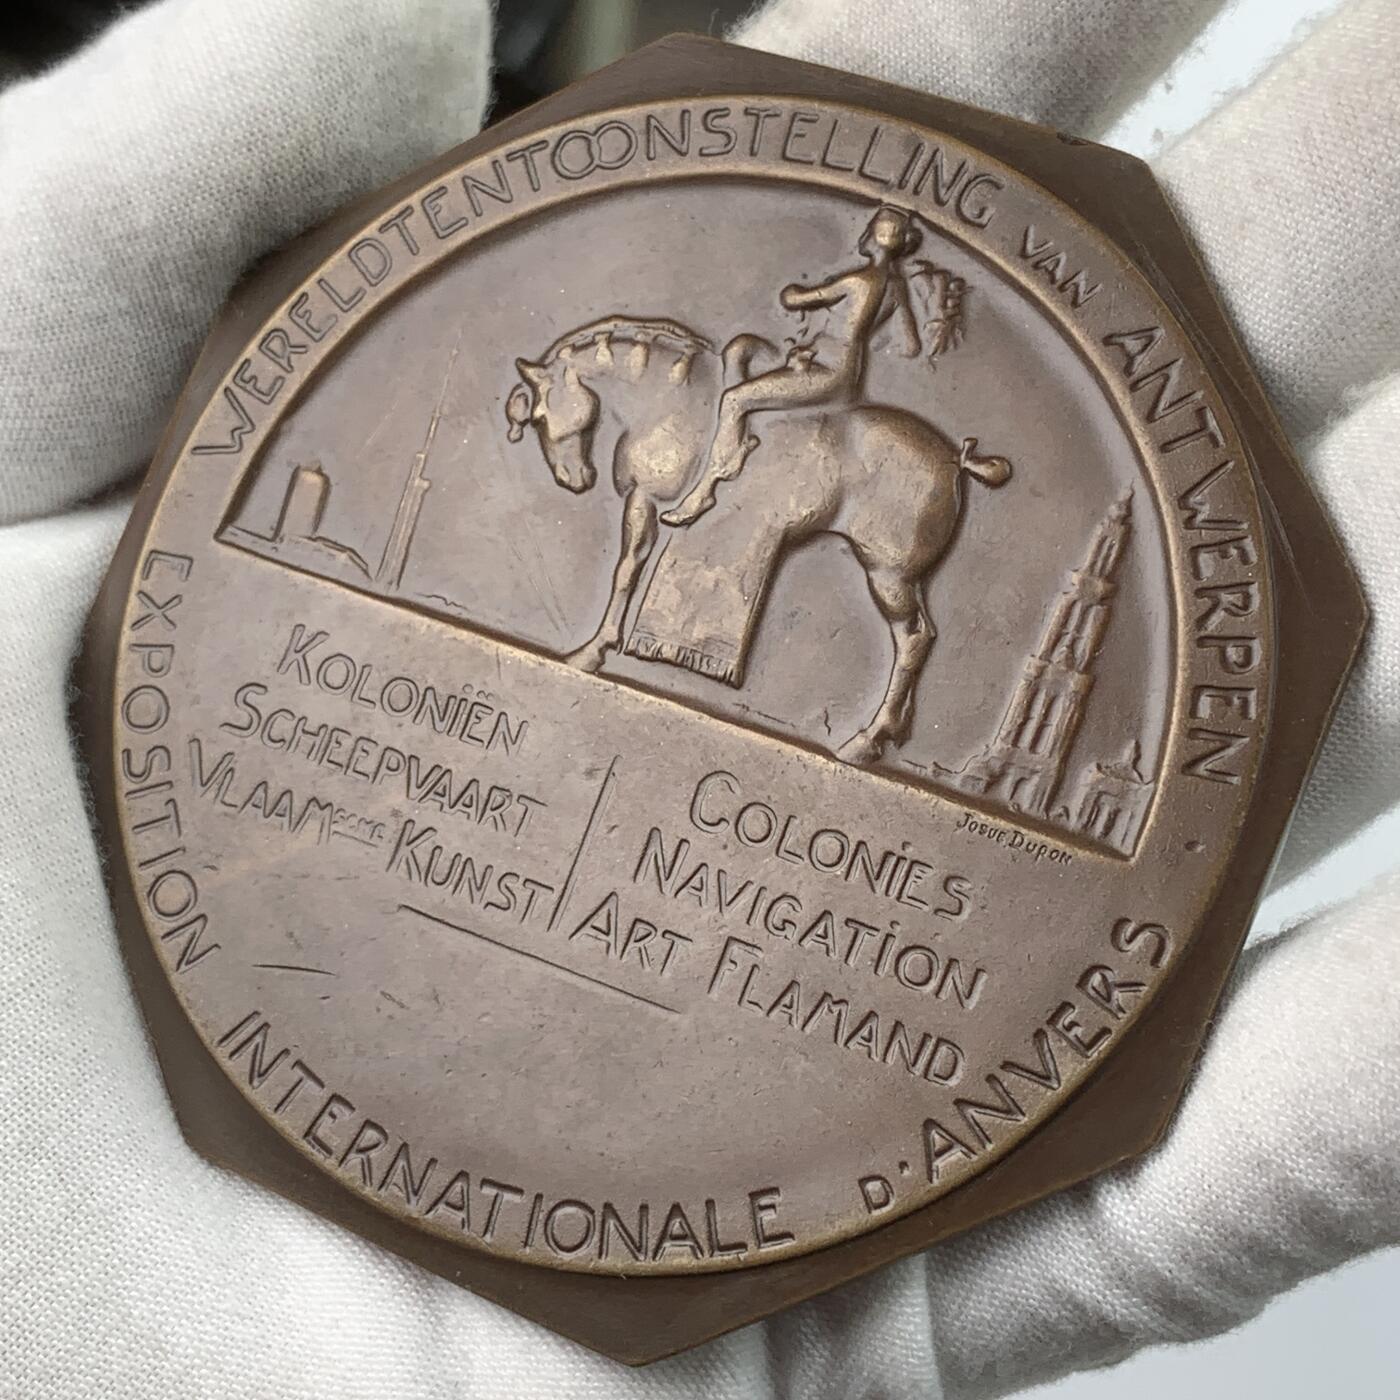 WERELDTENTOONSTELLING VAN ANTWERPEN
EXPOSITION INTERNATIONALE D'ANVERS
JOSUE DUPON
KOLONIËN
SCHEEPVAART
VLAAMSCHE KUNST
COLONIES
NAVIGATION
ART FLAMAND